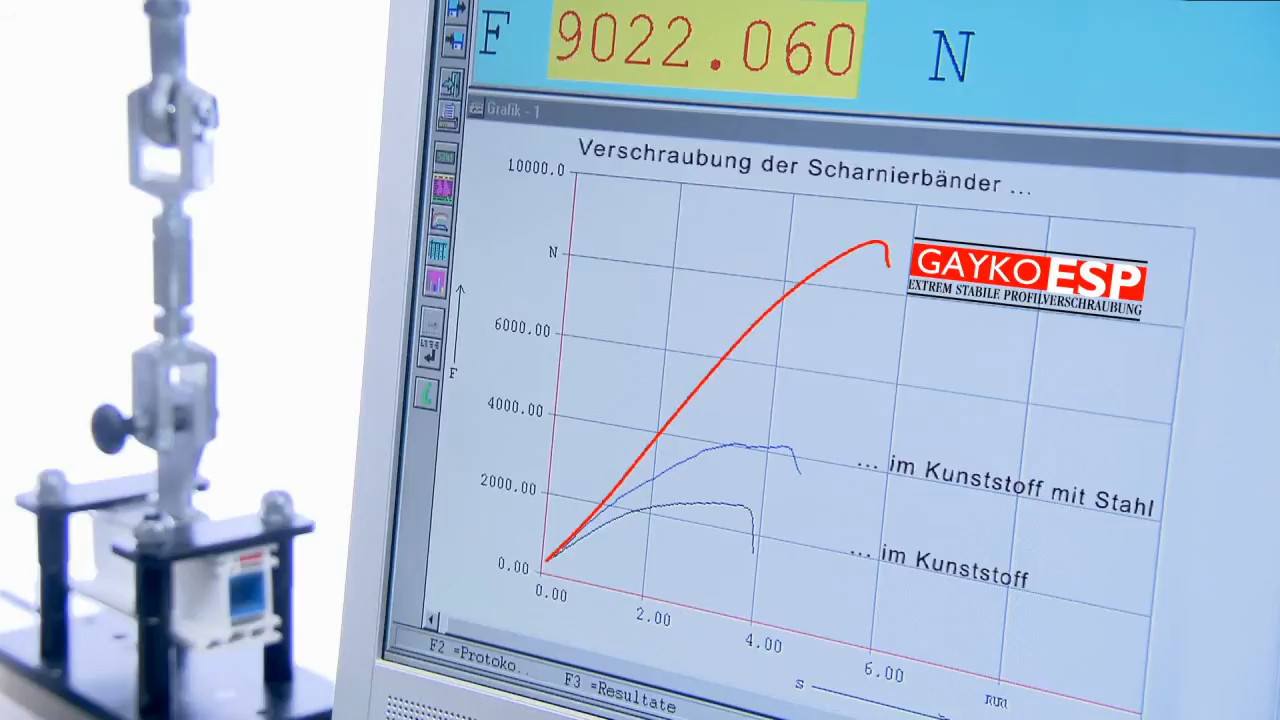 F 9022.060 N
Grafik - 1
Verschraubung der Scharnierbänder ...
10000.0
N
6000.00
4000.00
2000.00
0.00
F
GAYKO ESP
EXTREM STABILE PROFILVERSCHRAUBUNG
... im Kunststoff mit Stahl
... im Kunststoff
0.00
2.00
4.00
6.00
s
F2 =Protoko..
F3 =Resultate